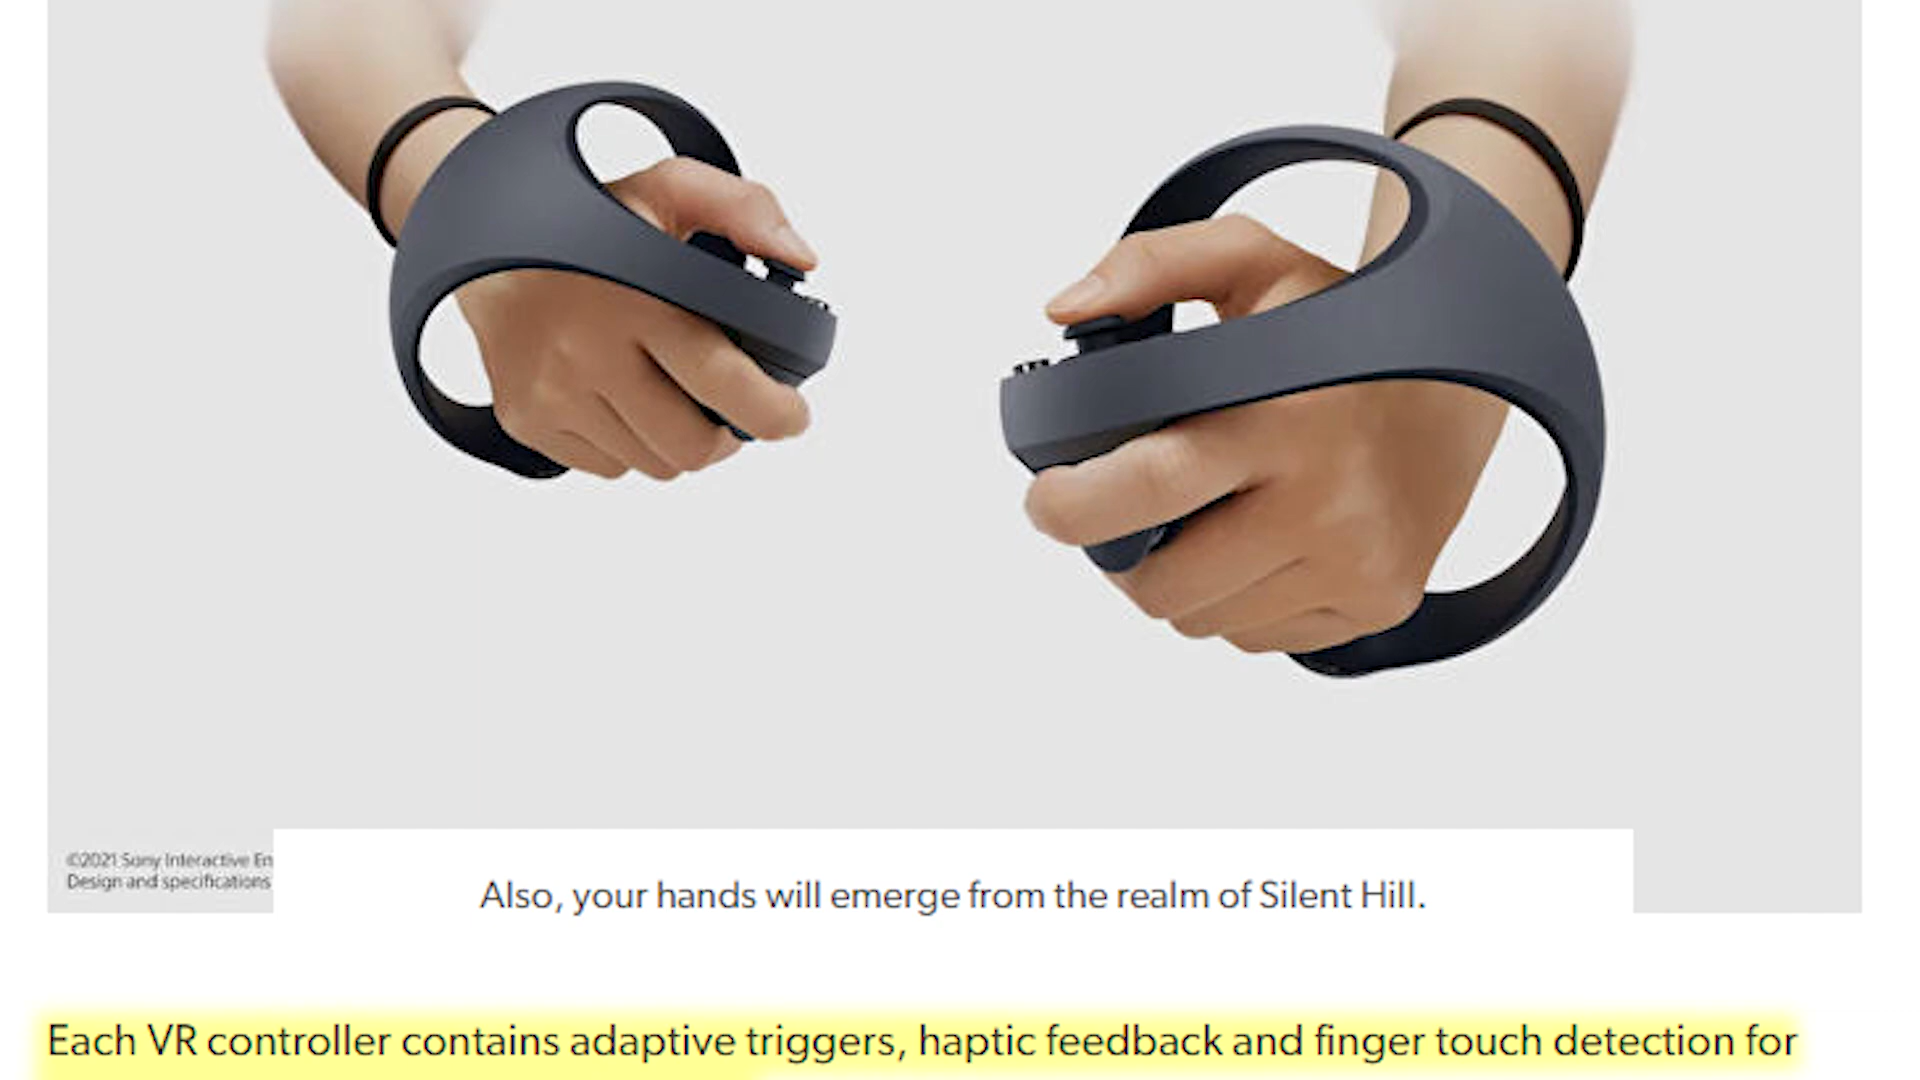 ©2021 Sony Interactive En
Design and specifications
Also, your hands will emerge from the realm of Silent Hill.
Each VR controller contains adaptive triggers, haptic feedback and finger touch detection for